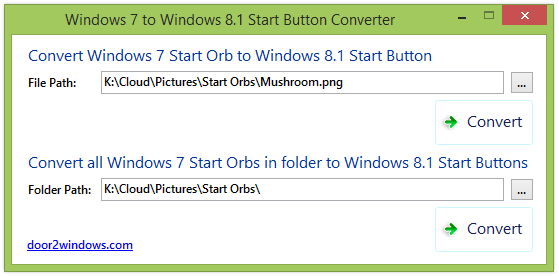 Windows 7 to Windows 8.1 Start Button Converter
Convert Windows 7 Start Orb to Windows 8.1 Start Button
File Path: K:\Cloud\Pictures\Start Orbs\Mushroom.png ...
Convert
Convert all Windows 7 Start Orbs in folder to Windows 8.1 Start Buttons
Folder Path: K:\Cloud\Pictures\Start Orbs\ ...
Convert
door2windows.com